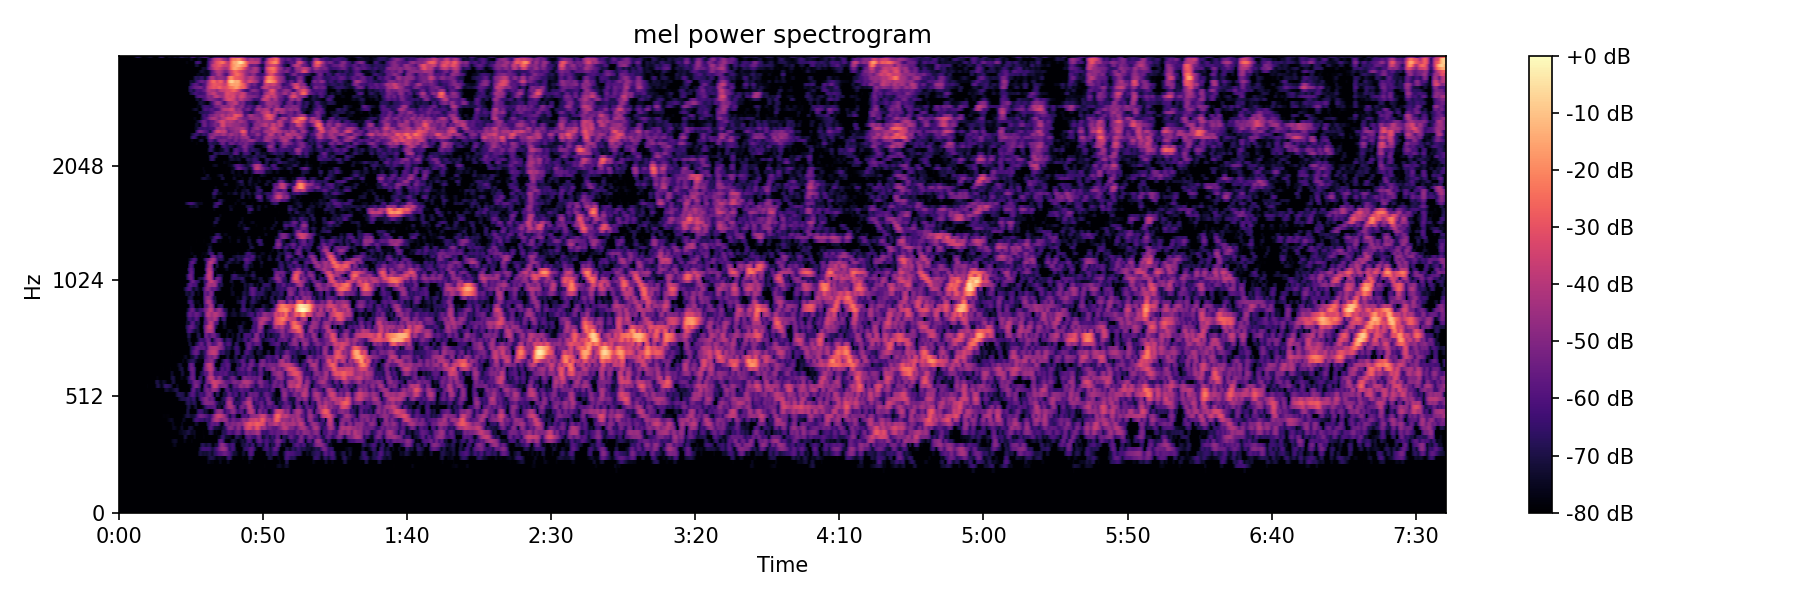 mel power spectrogram
+0 dB
-10 dB
-20 dB
-30 dB
-40 dB
-50 dB
-60 dB
-70 dB
-80 dB
Hz
2048
1024
512
0
0:00 0:50 1:40 2:30 3:20 4:10 5:00 5:50 6:40 7:30
Time